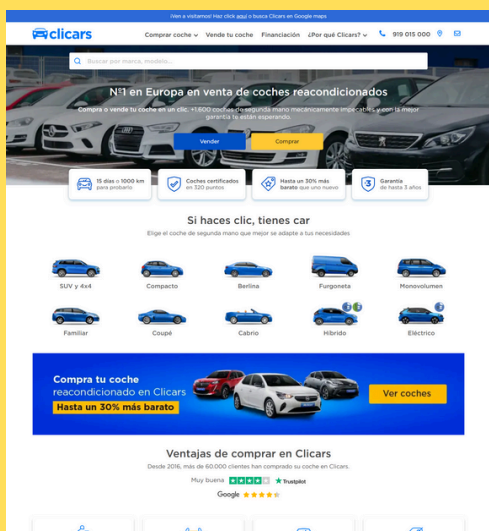 ¡Ven a visitarnos! Haz click aquí o busca Clicars en Google maps
clicars
Comprar coche Vende tu coche Financiación ¿Por qué Clicars? 919 015 000
Buscar por marca, modelo...
Nº1 en Europa en venta de coches reacondicionados
Compra o vende tu coche en un clic. +1.600 coches de segunda mano mecánicamente impecables y con la mejor
garantía te están esperando.
Vender Comprar
15 días o 1000 km
para probarlo
Coches certificados
en 320 puntos
Hasta un 30% más
barato que uno nuevo
3
Garantía
de hasta 3 años
Si haces clic, tienes car
Elige el coche de segunda mano que mejor se adapte a tus necesidades
SUV y 4x4 Compacto Berlina Furgoneta Monovolumen
Familiar Coupé Cabrio Híbrido Eléctrico
Compra tu coche
reacondicionado en Clicars
Hasta un 30% más barato
Ver coches
Ventajas de comprar en Clicars
Desde 2016, más de 60.000 clientes han comprado su coche en Clicars.
Muy buena Trustpilot
Google